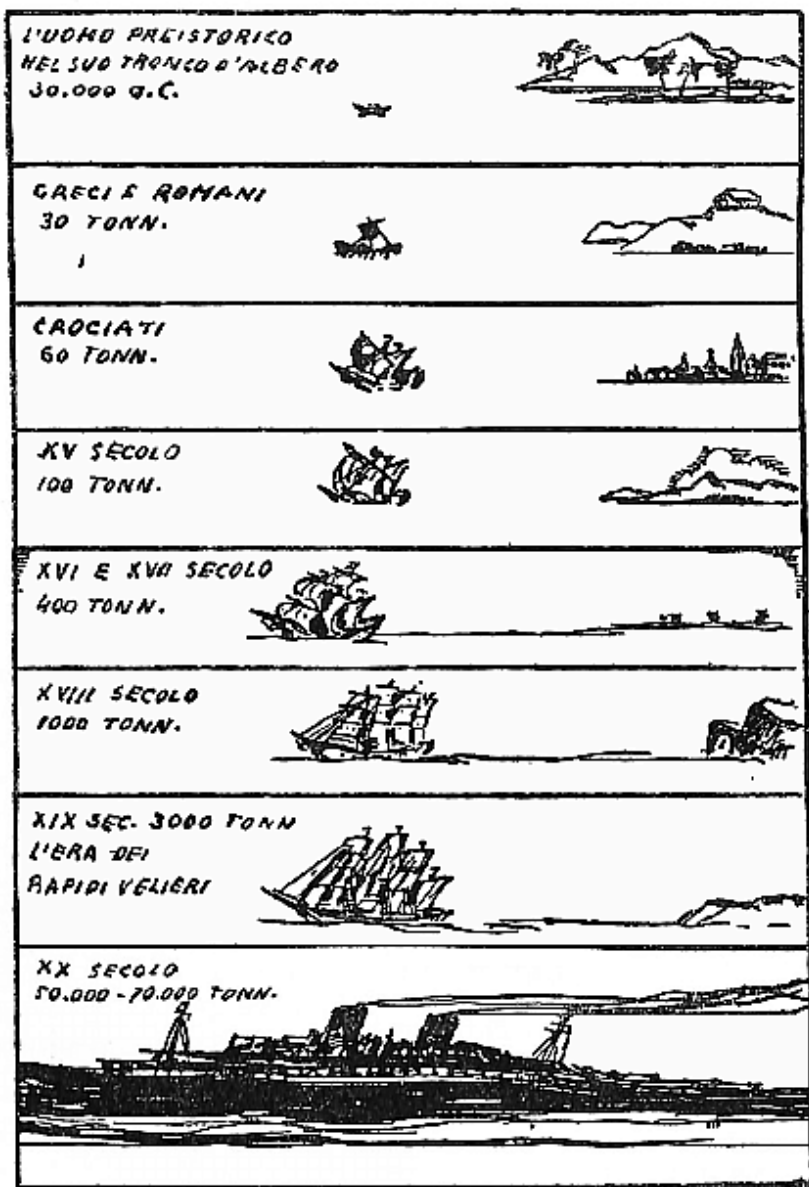 L'UOMO PREISTORICO
NEL SUO TRONCO D'ALBERO
30.000 a.C.
GRECI E ROMANI
30 TONN.
CROCIATI
60 TONN.
XV SECOLO
100 TONN.
XVI E XVII SECOLO
400 TONN.
XVIII SECOLO
1000 TONN.
XIX SEC. 3000 TONN
L'ERA DEI
RAPIDI VELIERI
XX SECOLO
50.000-70.000 TONN.